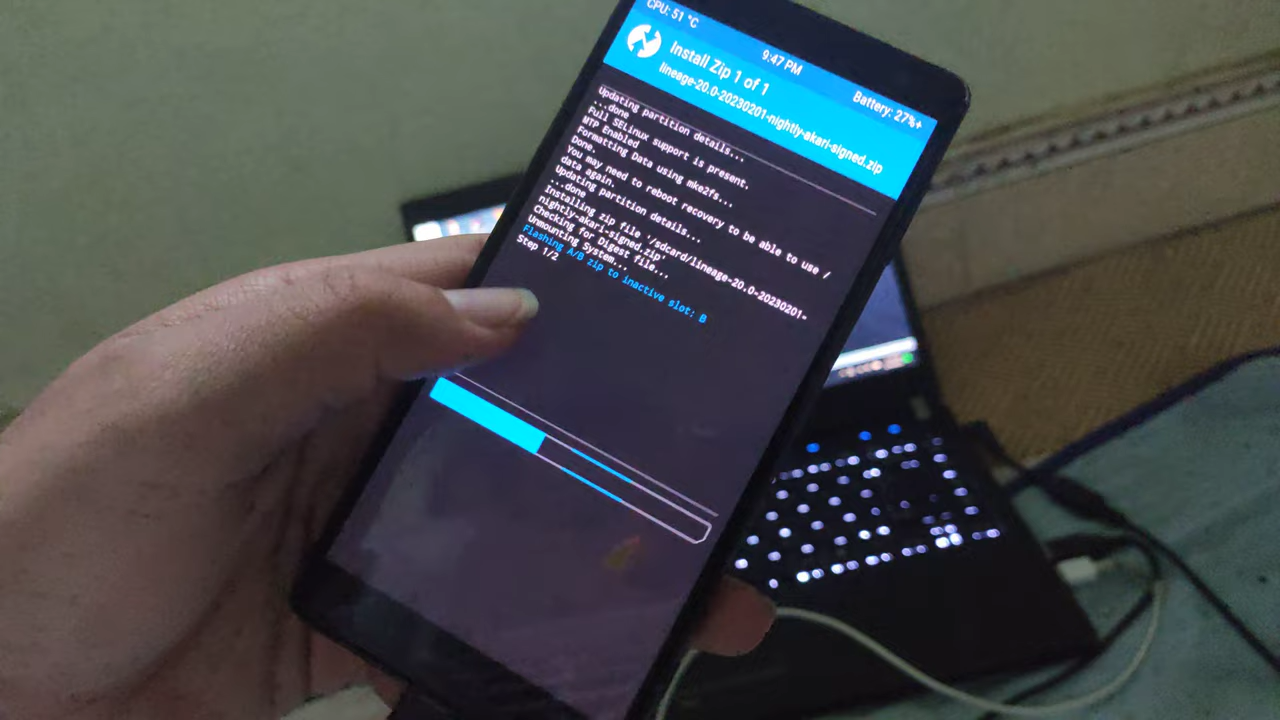 CPU: 51 °C
9:47 PM
Battery: 27%+
Install Zip 1 of 1
lineage-20.0-20230201-nightly-akari-signed.zip
Updating partition details...
...done
Full SELinux support is present.
MTP Enabled
Formatting Data using mke2fs...
Done.
You may need to reboot recovery to be able to use /
data again.
Updating partition details...
...done
Installing zip file '/sdcard/lineage-20.0-20230201-
nightly-akari-signed.zip'
Checking for Digest file...
Unmounting System...
Flashing A/B zip to inactive slot: B
Step 1/2